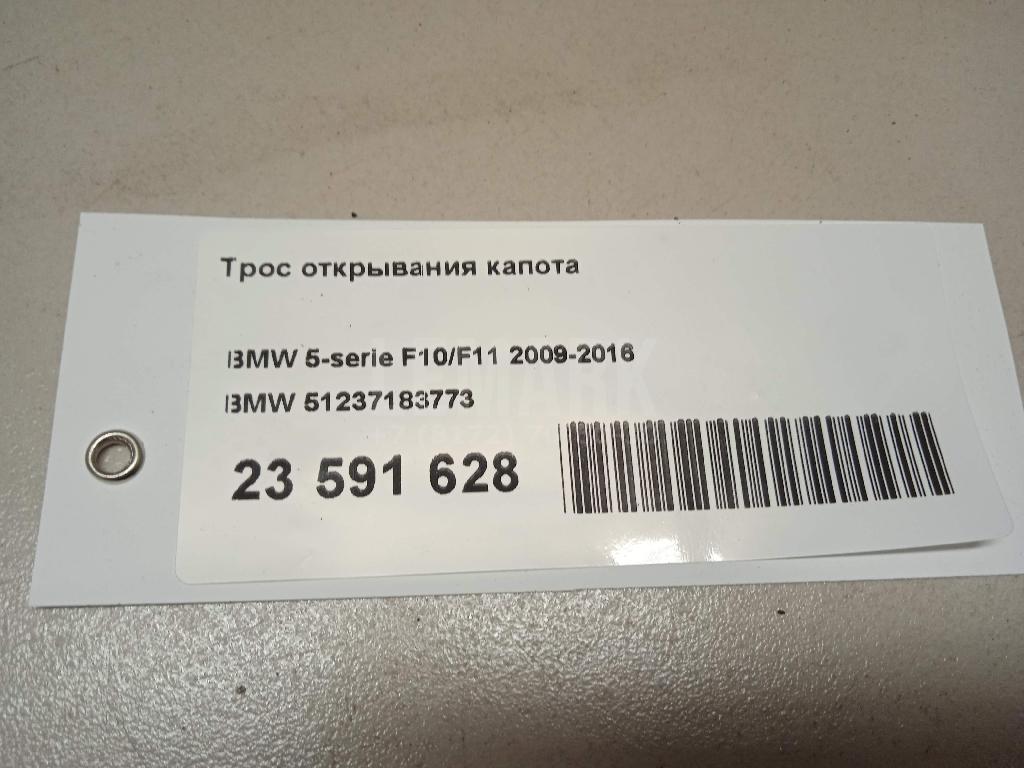 Трос открывания капота
BMW 5-serie F10/F11 2009-2016
BMW 51237183773
23 591 628